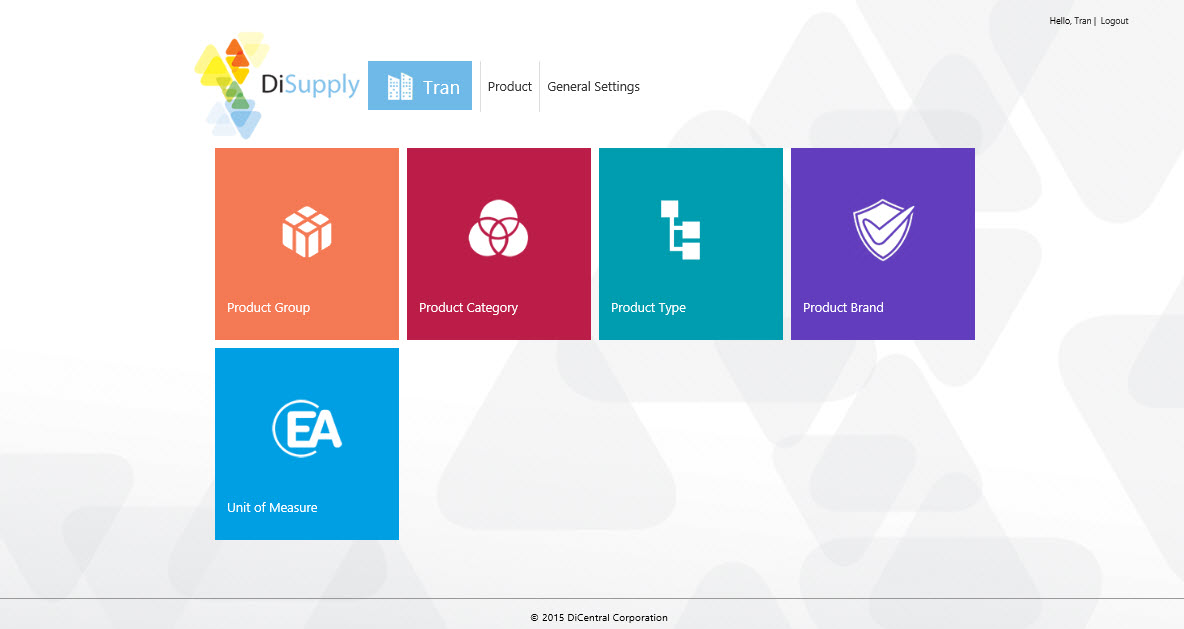 Hello, Tran | Logout
DiSupply
Tran
Product
General Settings
Product Group
Product Category
Product Type
Product Brand
EA
Unit of Measure
© 2015 DiCentral Corporation